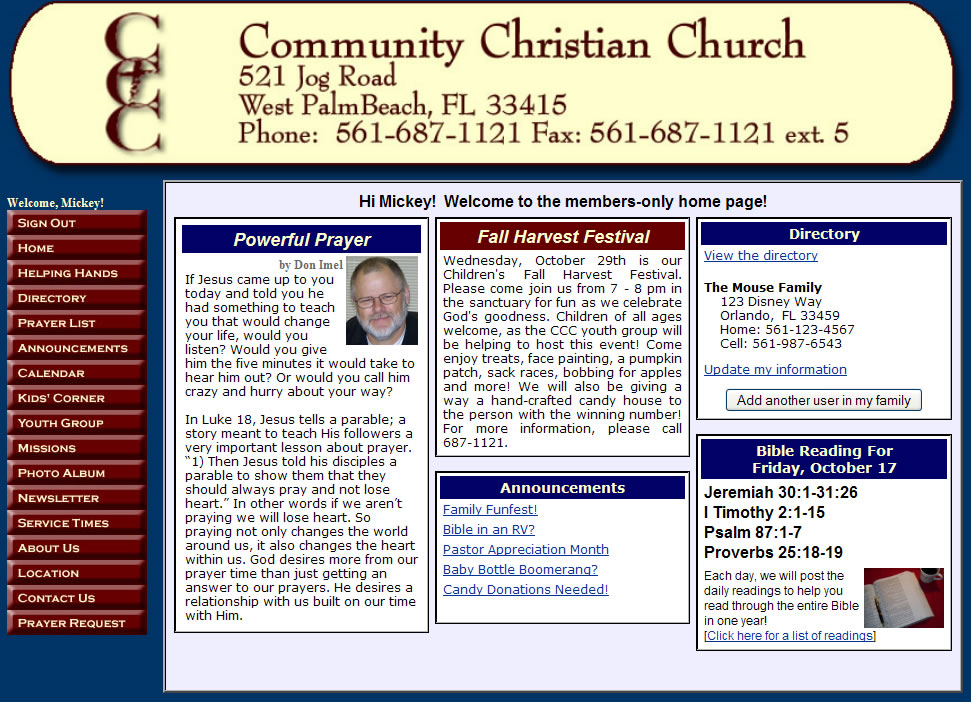 CCC
Community Christian Church
521 Jog Road
West PalmBeach, FL 33415
Phone: 561-687-1121 Fax: 561-687-1121 ext. 5
Welcome, Mickey!
Sign Out
Home
Helping Hands
Directory
Prayer List
Announcements
Calendar
Kids' Corner
Youth Group
Missions
Photo Album
Newsletter
Service Times
About Us
Location
Contact Us
Prayer Request
Hi Mickey! Welcome to the members-only home page!
Powerful Prayer
by Don Imel
If Jesus came up to you
today and told you he
had something to teach
you that would change
your life, would you
listen? Would you give
him the five minutes it would take to
hear him out? Or would you call him
crazy and hurry about your way?
In Luke 18, Jesus tells a parable; a
story meant to teach His followers a
very important lesson about prayer.
“1) Then Jesus told his disciples a
parable to show them that they
should always pray and not lose
heart.” In other words if we aren’t
praying we will lose heart. So
praying not only changes the world
around us, it also changes the heart
within us. God desires more from our
prayer time than just getting an
answer to our prayers. He desires a
relationship with us built on our time
with Him.
Fall Harvest Festival
Wednesday, October 29th is our
Children's Fall Harvest Festival.
Please come join us from 7 - 8 pm in
the sanctuary for fun as we celebrate
God's goodness. Children of all ages
welcome, as the CCC youth group will
be helping to host this event! Come
enjoy treats, face painting, a pumpkin
patch, sack races, bobbing for apples
and more! We will also be giving a
way a hand-crafted candy house to
the person with the winning number!
For more information, please call
687-1121.
Announcements
Family Funfest!
Bible in an RV?
Pastor Appreciation Month
Baby Bottle Boomerang?
Candy Donations Needed!
Directory
View the directory
The Mouse Family
123 Disney Way
Orlando, FL 33459
Home: 561-123-4567
Cell: 561-987-6543
Update my information
Add another user in my family
Bible Reading For
Friday, October 17
Jeremiah 30:1-31:26
I Timothy 2:1-15
Psalm 87:1-7
Proverbs 25:18-19
Each day, we will post the
daily readings to help you
read through the entire Bible
in one year!
[Click here for a list of readings]